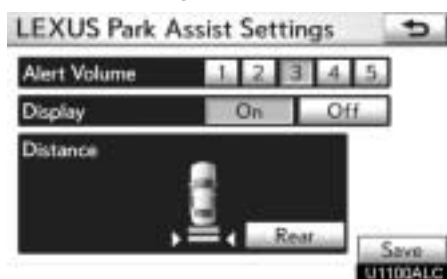 LEXUS Park Assist Settings
Alert Volume 1 2 3 4 5
Display On Off
Distance
Rear
Save
U1100ALC